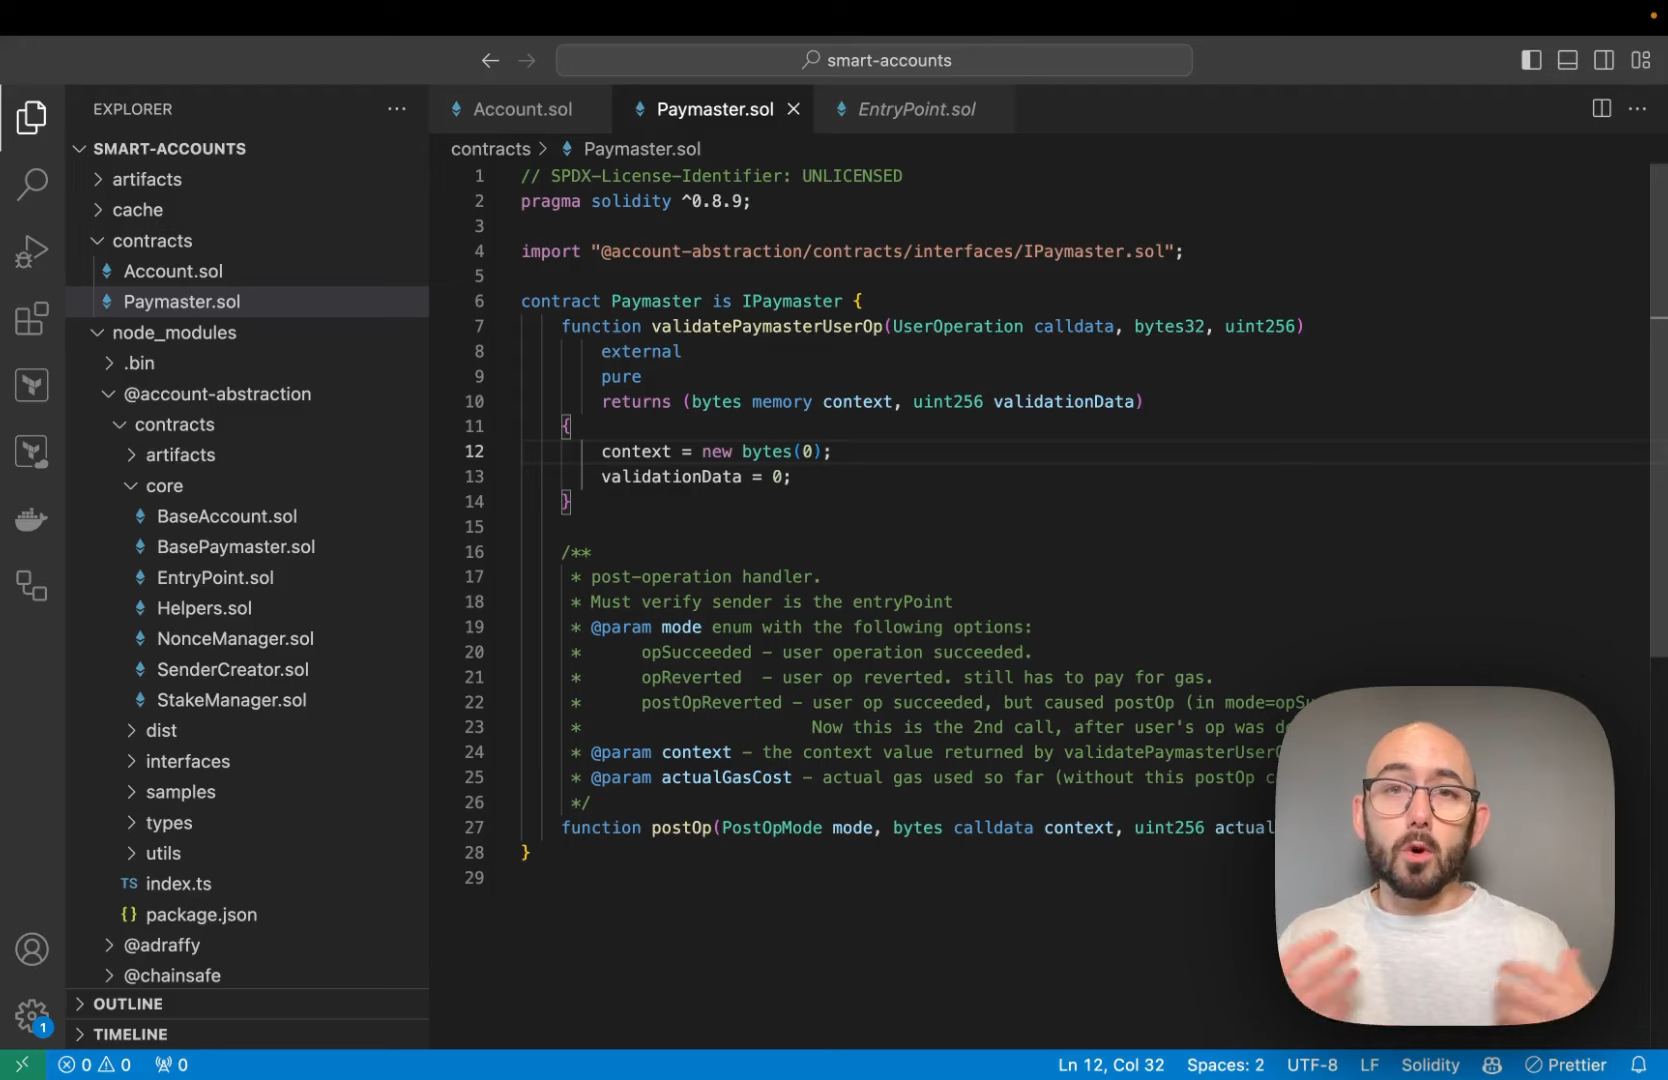 smart-accounts
EXPLORER
SMART-ACCOUNTS
artifacts
cache
contracts
Account.sol
Paymaster.sol
node_modules
.bin
@account-abstraction
contracts
artifacts
core
BaseAccount.sol
BasePaymaster.sol
EntryPoint.sol
Helpers.sol
NonceManager.sol
SenderCreator.sol
StakeManager.sol
dist
interfaces
samples
types
utils
TS index.ts
{} package.json
@adraffy
@chainsafe
OUTLINE
TIMELINE
1
Account.sol Paymaster.sol EntryPoint.sol
contracts > Paymaster.sol
1 // SPDX-License-Identifier: UNLICENSED
2 pragma solidity ^0.8.9;
3
4 import "@account-abstraction/contracts/interfaces/IPaymaster.sol";
5
6 contract Paymaster is IPaymaster {
7 function validatePaymasterUserOp(UserOperation calldata, bytes32, uint256)
8 external
9 pure
10 returns (bytes memory context, uint256 validationData)
11 {
12 context = new bytes(0);
13 validationData = 0;
14 }
15
16 /**
17 * post-operation handler.
18 * Must verify sender is the entryPoint
19 * @param mode enum with the following options:
20 * opSucceeded - user operation succeeded.
21 * opReverted - user op reverted. still has to pay for gas.
22 * postOpReverted - user op succeeded, but caused postOp (in mode=opSu
23 * Now this is the 2nd call, after user's op was de
24 * @param context - the context value returned by validatePaymasterUser
25 * @param actualGasCost - actual gas used so far (without this postOp c
26 */
27 function postOp(PostOpMode mode, bytes calldata context, uint256 actual
28 }
29
0 0 0
Ln 12, Col 32 Spaces: 2 UTF-8 LF Solidity Prettier